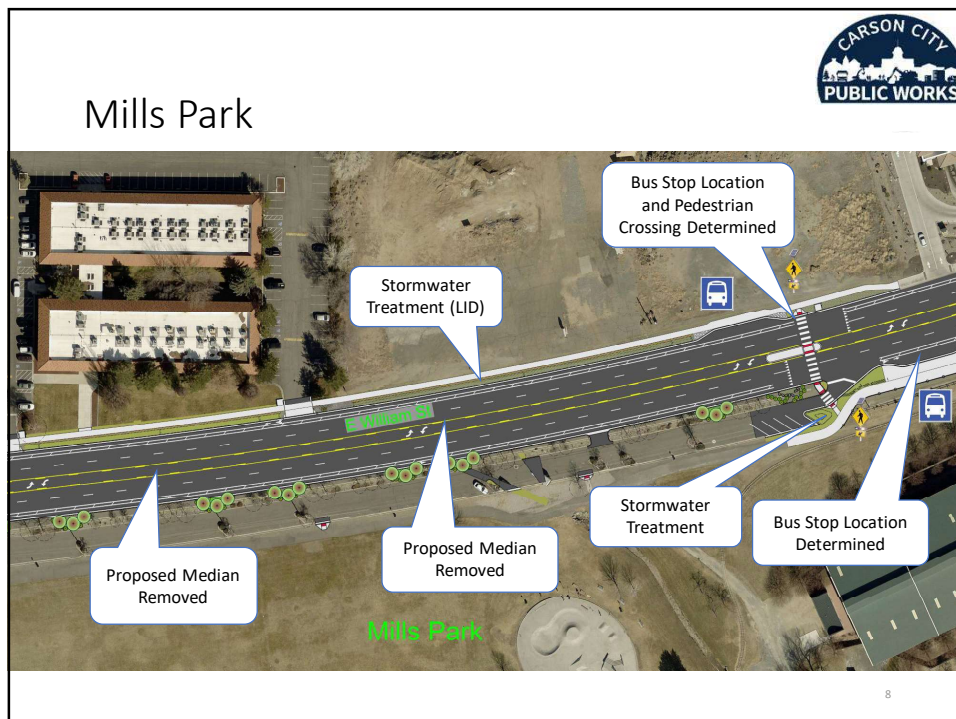 CARSON CITY
PUBLIC WORKS
Mills Park
Bus Stop Location
and Pedestrian
Crossing Determined
Stormwater
Treatment (LID)
E William St
Stormwater
Treatment
Bus Stop Location
Determined
Proposed Median
Removed
Proposed Median
Removed
Mills Park
8